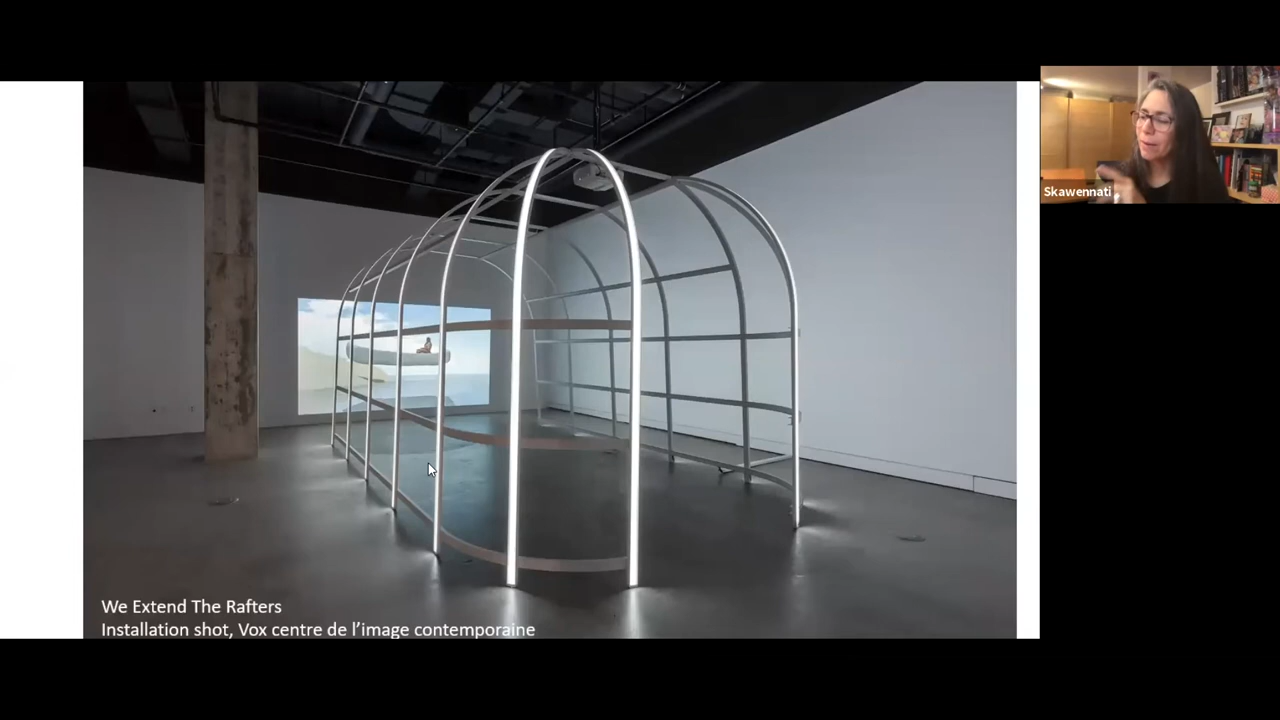 Skawennati
We Extend The Rafters
Installation shot, Vox centre de l’image contemporaine